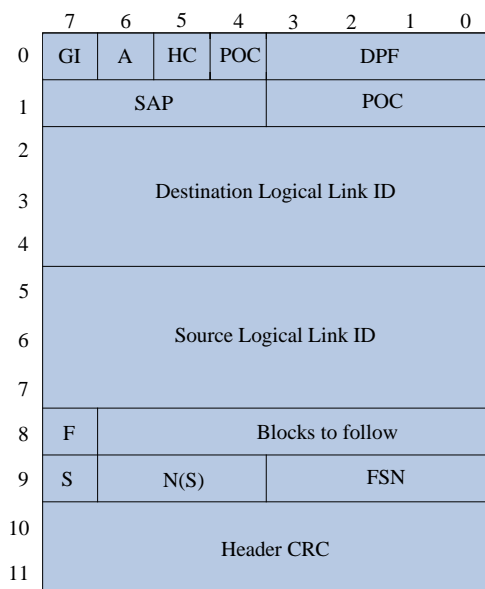 7 6 5 4 3 2 1 0
0 GI A HC POC DPF
1 SAP POC
2
3 Destination Logical Link ID
4
5
6 Source Logical Link ID
7
8 F Blocks to follow
9 S N(S) FSN
10
Header CRC
11